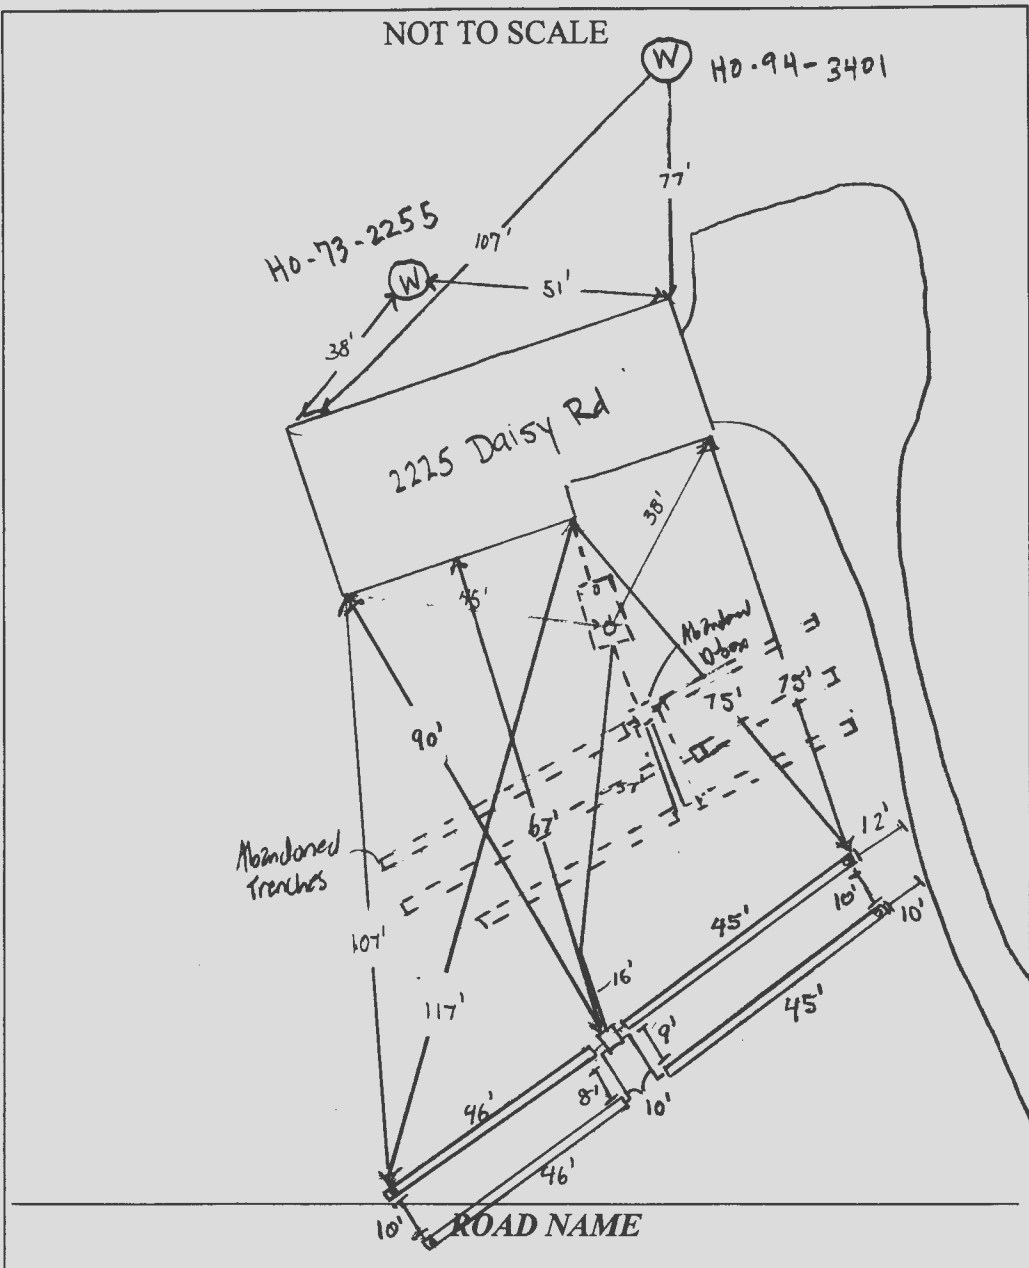 NOT TO SCALE
W
HO-94-3401
77'
HO-73-2255
107'
W
51'
38'
2225 Daisy Rd
38'
Abandon
D-box
75'
75'
90'
67'
Abandoned
Trenches
12'
107'
45'
10'
10'
117'
16'
45'
9'
8'
10'
46'
46'
10'
ROAD NAME